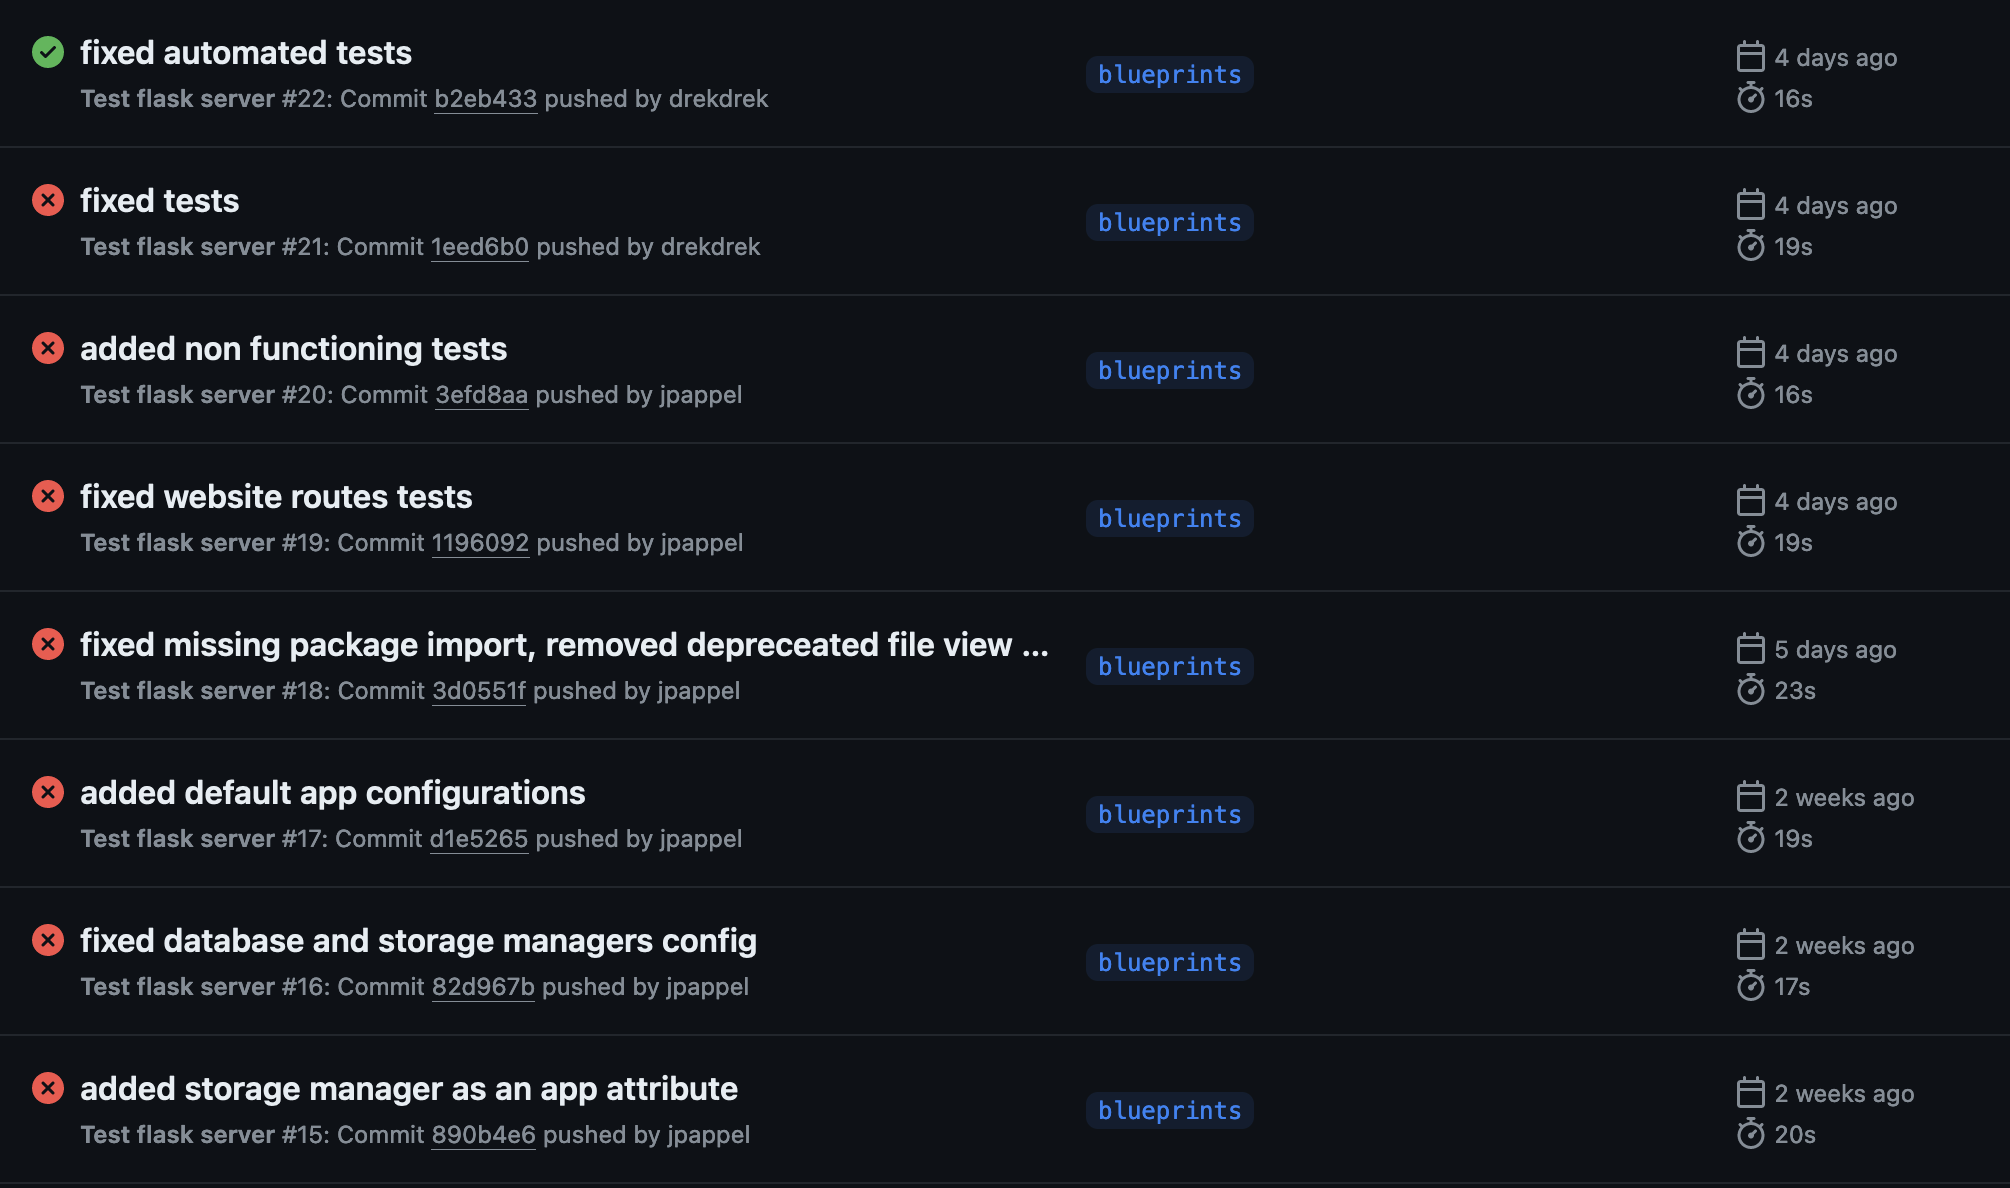 fixed automated tests
Test flask server #22: Commit b2eb433 pushed by drekdrek
blueprints
4 days ago
16s
fixed tests
Test flask server #21: Commit 1eed6b0 pushed by drekdrek
blueprints
4 days ago
19s
added non functioning tests
Test flask server #20: Commit 3efd8aa pushed by jpappel
blueprints
4 days ago
16s
fixed website routes tests
Test flask server #19: Commit 1196092 pushed by jpappel
blueprints
4 days ago
19s
fixed missing package import, removed depreceated file view ...
Test flask server #18: Commit 3d0551f pushed by jpappel
blueprints
5 days ago
23s
added default app configurations
Test flask server #17: Commit d1e5265 pushed by jpappel
blueprints
2 weeks ago
19s
fixed database and storage managers config
Test flask server #16: Commit 82d967b pushed by jpappel
blueprints
2 weeks ago
17s
added storage manager as an app attribute
Test flask server #15: Commit 890b4e6 pushed by jpappel
blueprints
2 weeks ago
20s